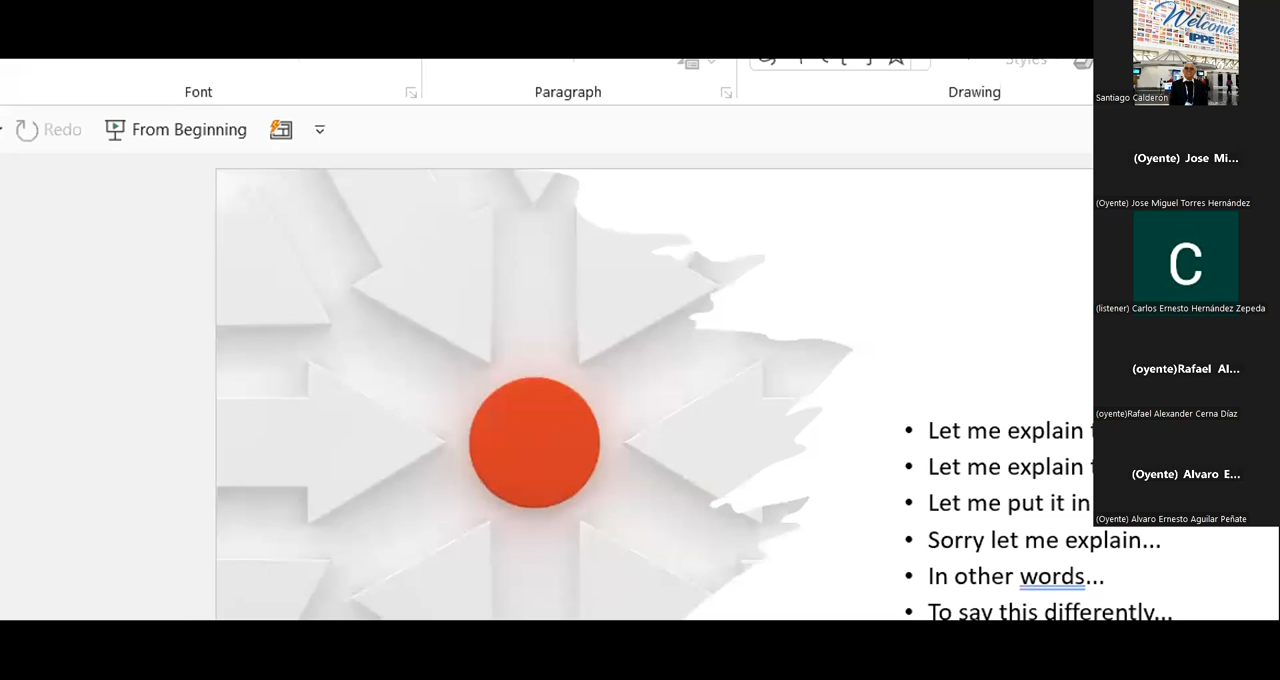 Welcome
IPPE
Santiago Calderón
Font
Paragraph
Drawing
Styles
Redo
From Beginning
(Oyente) Jose Mi...
(Oyente) Jose Miguel Torres Hernández
C
(listener) Carlos Ernesto Hernández Zepeda
(oyente)Rafael Al...
(oyente)Rafael Alexander Cerna Díaz
(Oyente) Alvaro E...
(Oyente) Alvaro Ernesto Aguilar Peñate
• Let me explain
• Let me explain
• Let me put it in
• Sorry let me explain...
• In other words...
• To say this differently...